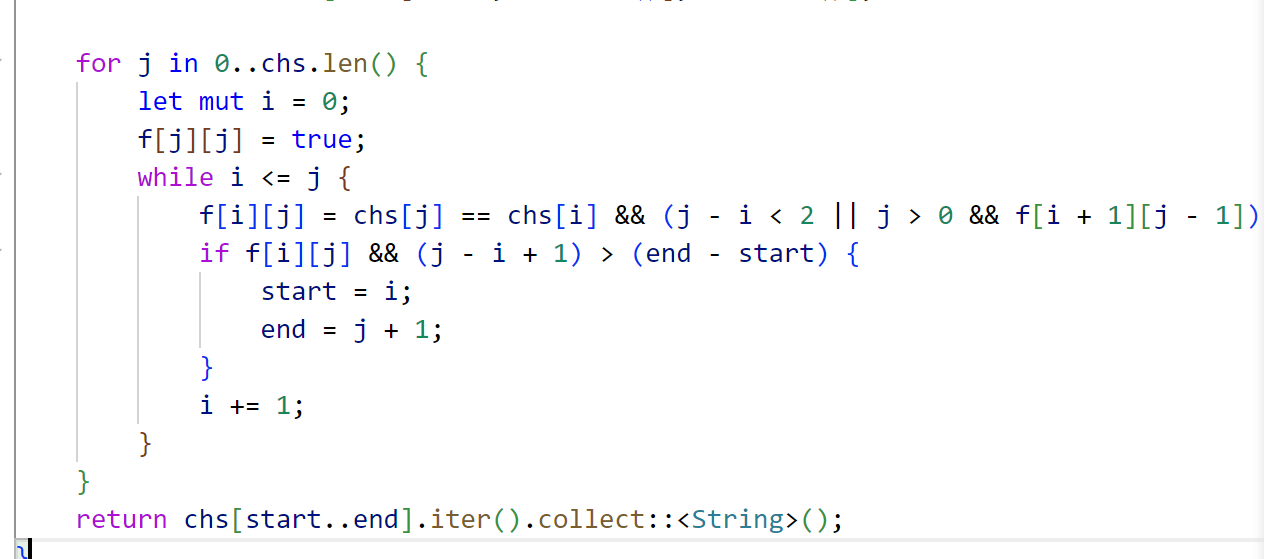 for j in 0..chs.len() {
let mut i = 0;
f[j][j] = true;
while i <= j {
f[i][j] = chs[j] == chs[i] && (j - i < 2 || j > 0 && f[i + 1][j - 1])
if f[i][j] && (j - i + 1) > (end - start) {
start = i;
end = j + 1;
}
i += 1;
}
}
return chs[start..end].iter().collect::<String>();
}